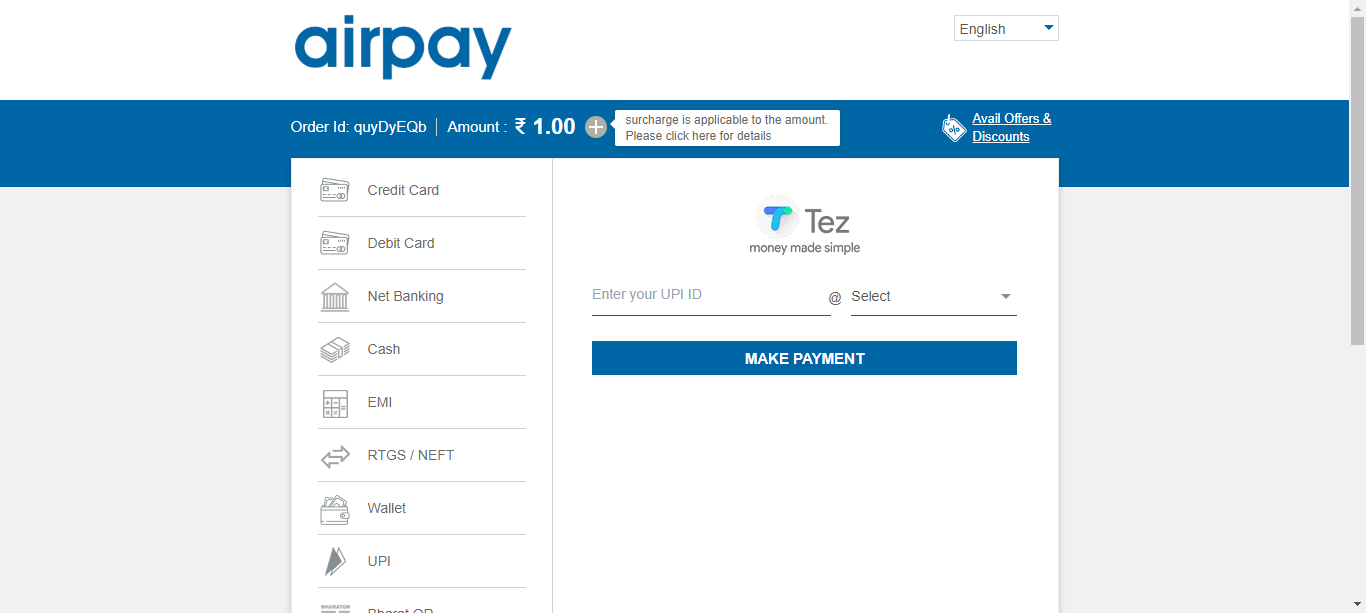 airpay
English
Order Id: quyDyEQb | Amount : ₹ 1.00
surcharge is applicable to the amount.
Please click here for details
Avail Offers &
Discounts
Credit Card
Debit Card
Net Banking
Cash
EMI
RTGS / NEFT
Wallet
UPI
BHARATQR
Bharat QR
Tez
money made simple
Enter your UPI ID @ Select
MAKE PAYMENT